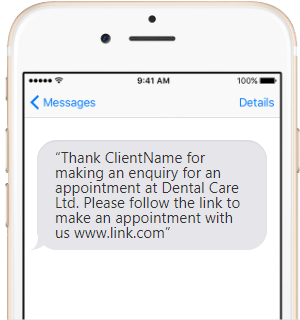 9:41 AM 100%
Messages Details
“Thank ClientName for
making an enquiry for an
appointment at Dental Care
Ltd. Please follow the link to
make an appointment with
us www.link.com”